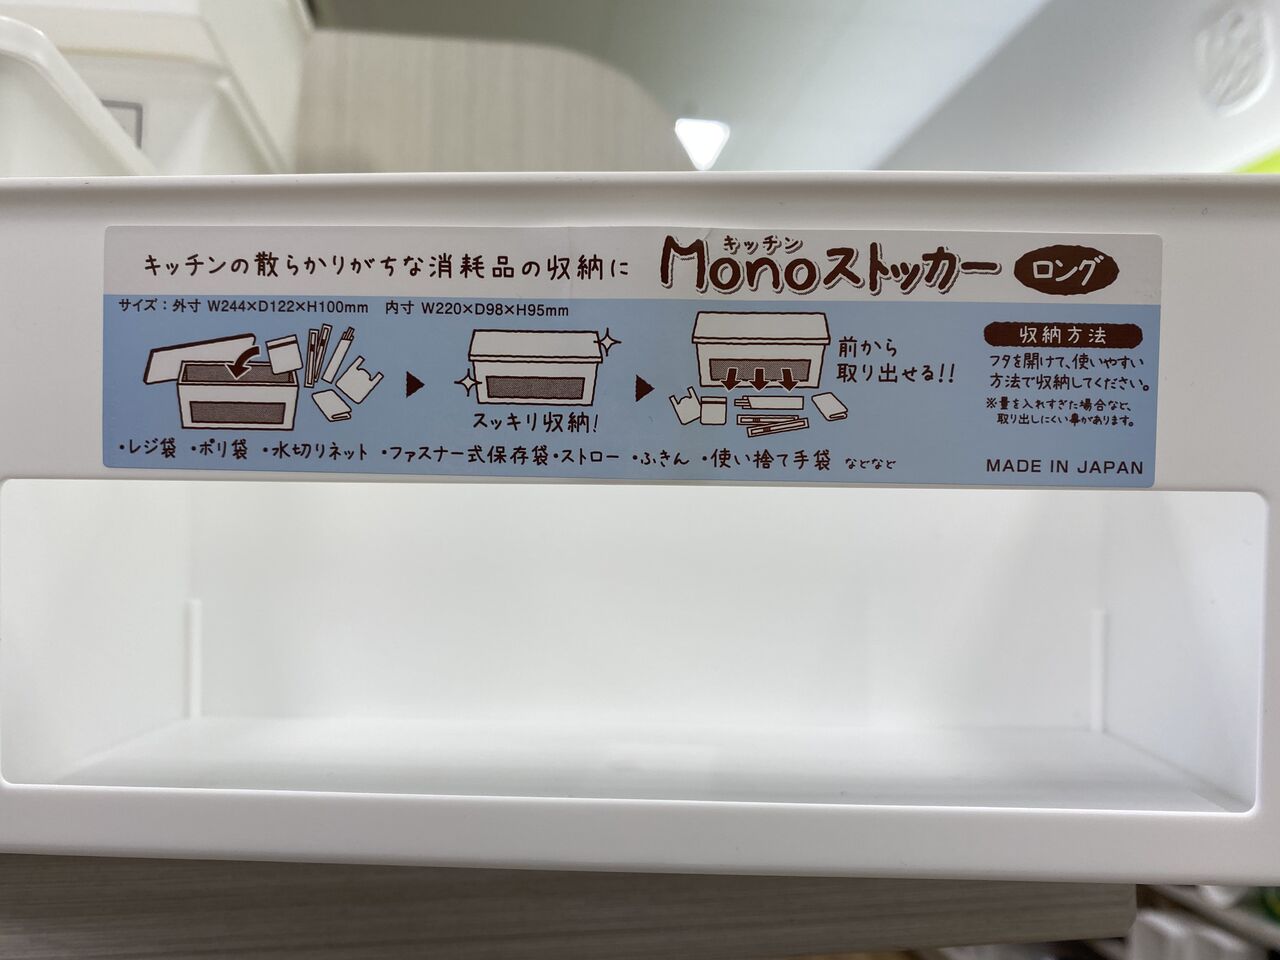 キッチンの散らかりがちな消耗品の収納に
キッチン
Monoストッカー ロング
サイズ：外寸 W244×D122×H100mm 内寸 W220×D98×H95mm
スッキリ収納！
前から
取り出せる!!
収納方法
フタを開けて、使いやすい
方法で収納してください。
※量を入れすぎた場合など、
取り出しにくい事があります。
・レジ袋 ・ポリ袋 ・水切りネット ・ファスナー式保存袋・ストロー ・ふきん ・使い捨て手袋 などなど
MADE IN JAPAN